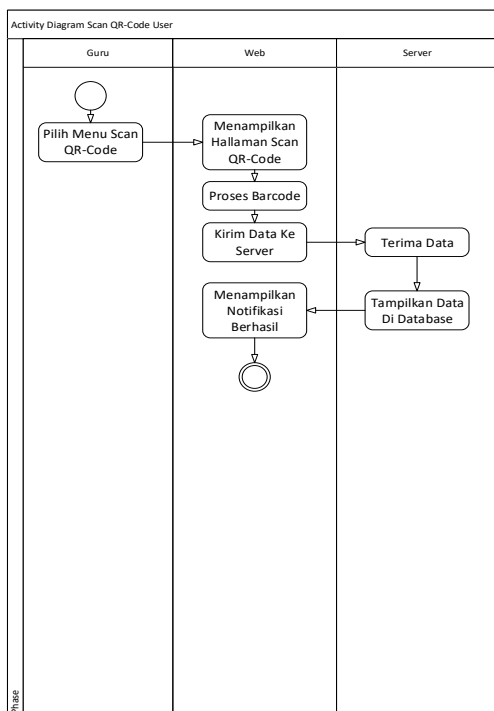 Activity Diagram Scan QR-Code User
Guru
Web
Server
Pilih Menu Scan
QR-Code
Menampilkan
Hallaman Scan
QR-Code
Proses Barcode
Kirim Data Ke
Server
Terima Data
Tampilkan Data
Di Database
Menampilkan
Notifikasi
Berhasil
Phase